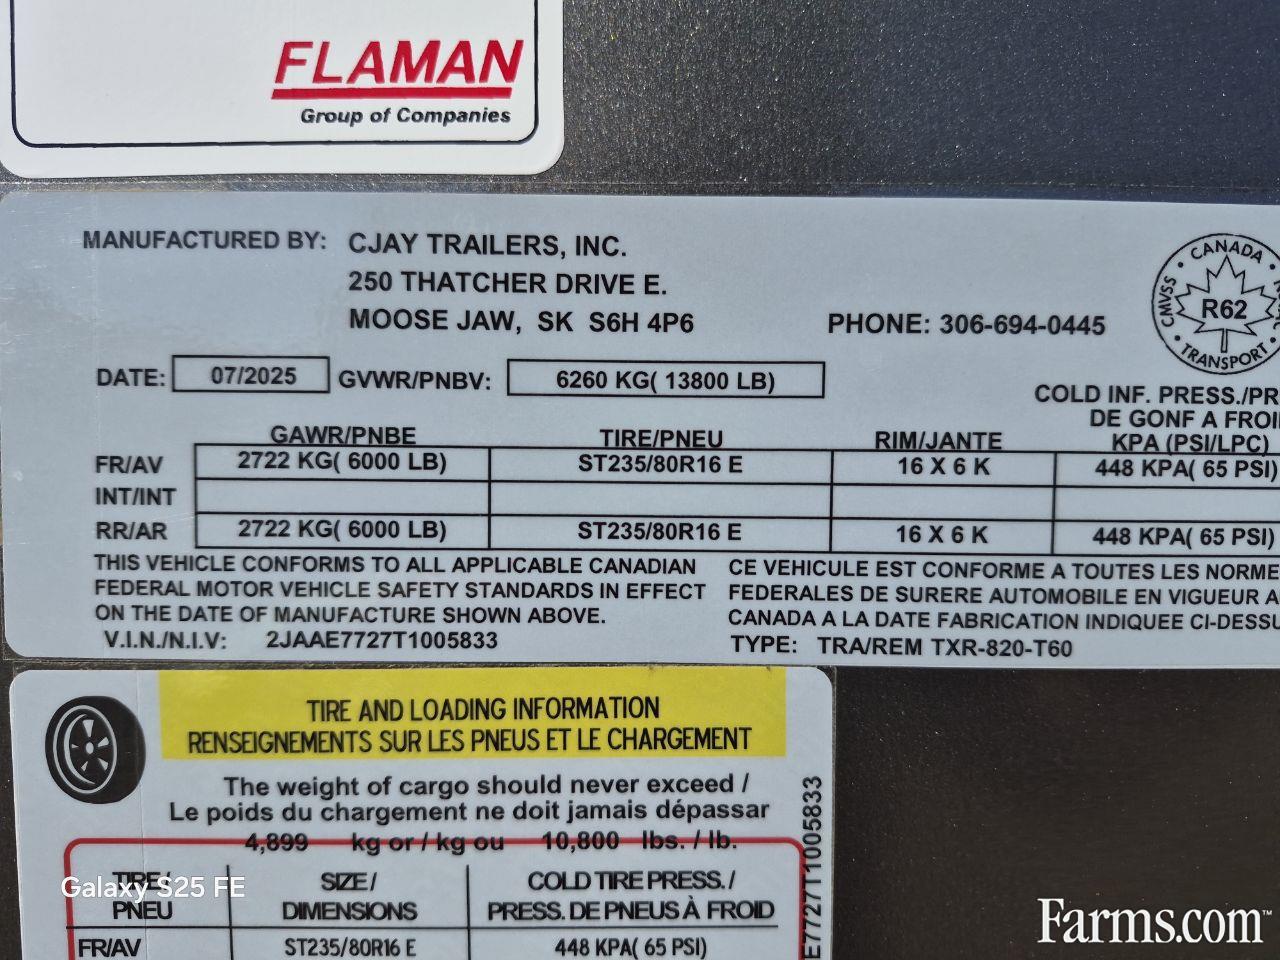 FLAMAN
Group of Companies
MANUFACTURED BY: CJAY TRAILERS, INC.
250 THATCHER DRIVE E.
MOOSE JAW, SK S6H 4P6
PHONE: 306-694-0445
CANADA
CMVSS
R62
TRANSPORT
DATE: 07/2025 GVWR/PNBV: 6260 KG( 13800 LB)
COLD INF. PRESS./PR
DE GONF A FROI
KPA (PSI/LPC)
GAWR/PNBE TIRE/PNEU RIM/JANTE
FR/AV 2722 KG( 6000 LB) ST235/80R16 E 16 X 6 K 448 KPA( 65 PSI)
INT/INT
RR/AR 2722 KG( 6000 LB) ST235/80R16 E 16 X 6 K 448 KPA( 65 PSI)
THIS VEHICLE CONFORMS TO ALL APPLICABLE CANADIAN
FEDERAL MOTOR VEHICLE SAFETY STANDARDS IN EFFECT
ON THE DATE OF MANUFACTURE SHOWN ABOVE.
CE VEHICULE EST CONFORME A TOUTES LES NORME
FEDERALES DE SURERE AUTOMOBILE EN VIGUEUR A
CANADA A LA DATE FABRICATION INDIQUEE CI-DESSU
V.I.N./N.I.V: 2JAAE7727T1005833
TYPE: TRA/REM TXR-820-T60
TIRE AND LOADING INFORMATION
RENSEIGNEMENTS SUR LES PNEUS ET LE CHARGEMENT
The weight of cargo should never exceed /
Le poids du chargement ne doit jamais dépassar
4,899 kg or / kg ou 10,800 lbs. / lb.
TIRE/ SIZE / COLD TIRE PRESS. /
PNEU DIMENSIONS PRESS. DE PNEUS À FROID
FR/AV ST235/80R16 E 448 KPA( 65 PSI)
E7727T1005833
Galaxy S25 FE
Farms.com™